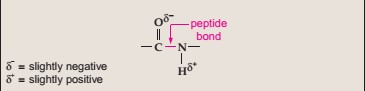 Oδ⁻ peptide
bond
—C—N—
Hδ⁺
δ⁻ = slightly negative
δ⁺ = slightly positive